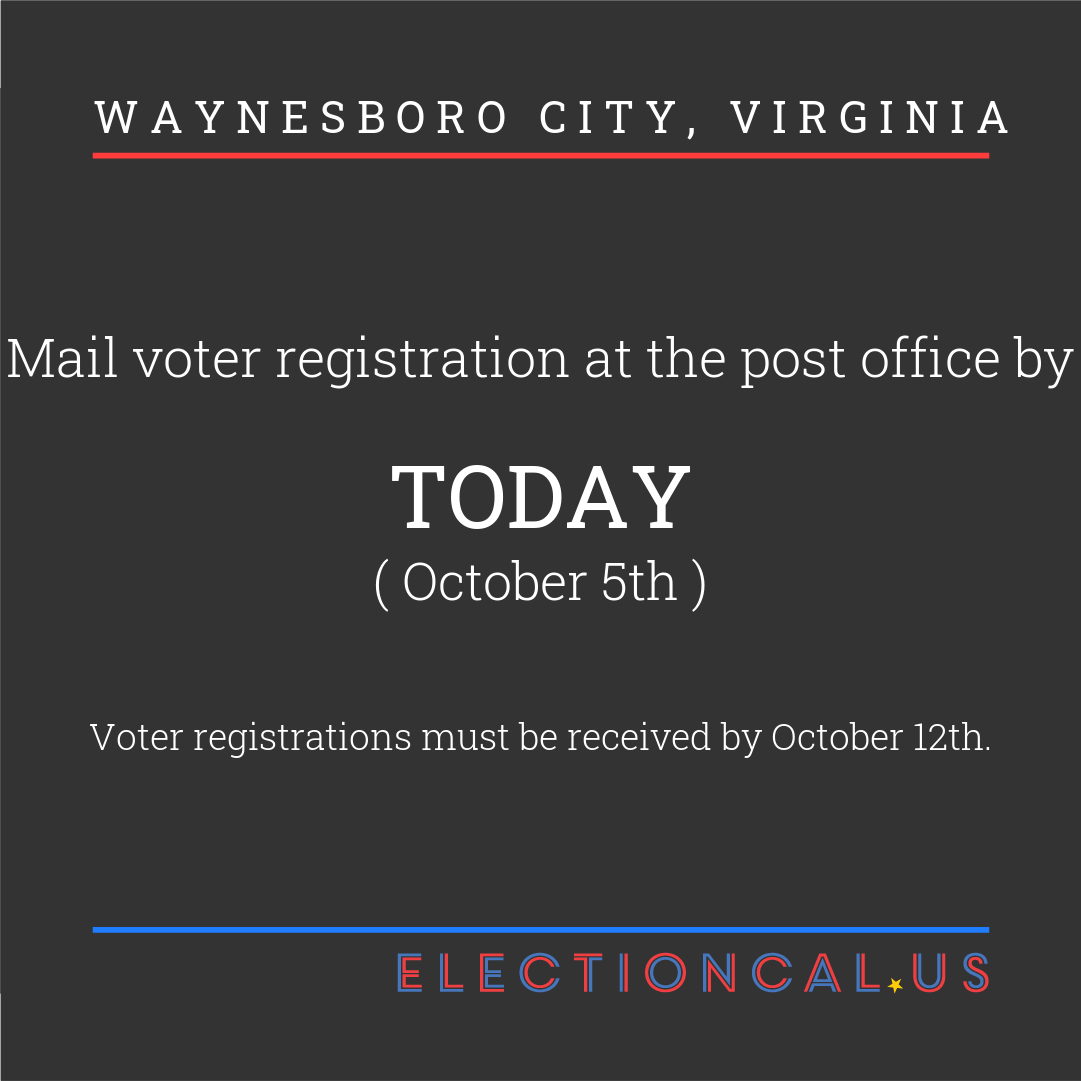 WAYNESBORO CITY, VIRGINIA
Mail voter registration at the post office by
TODAY
( October 5th )
Voter registrations must be received by October 12th.
ELECTIONCAL.US